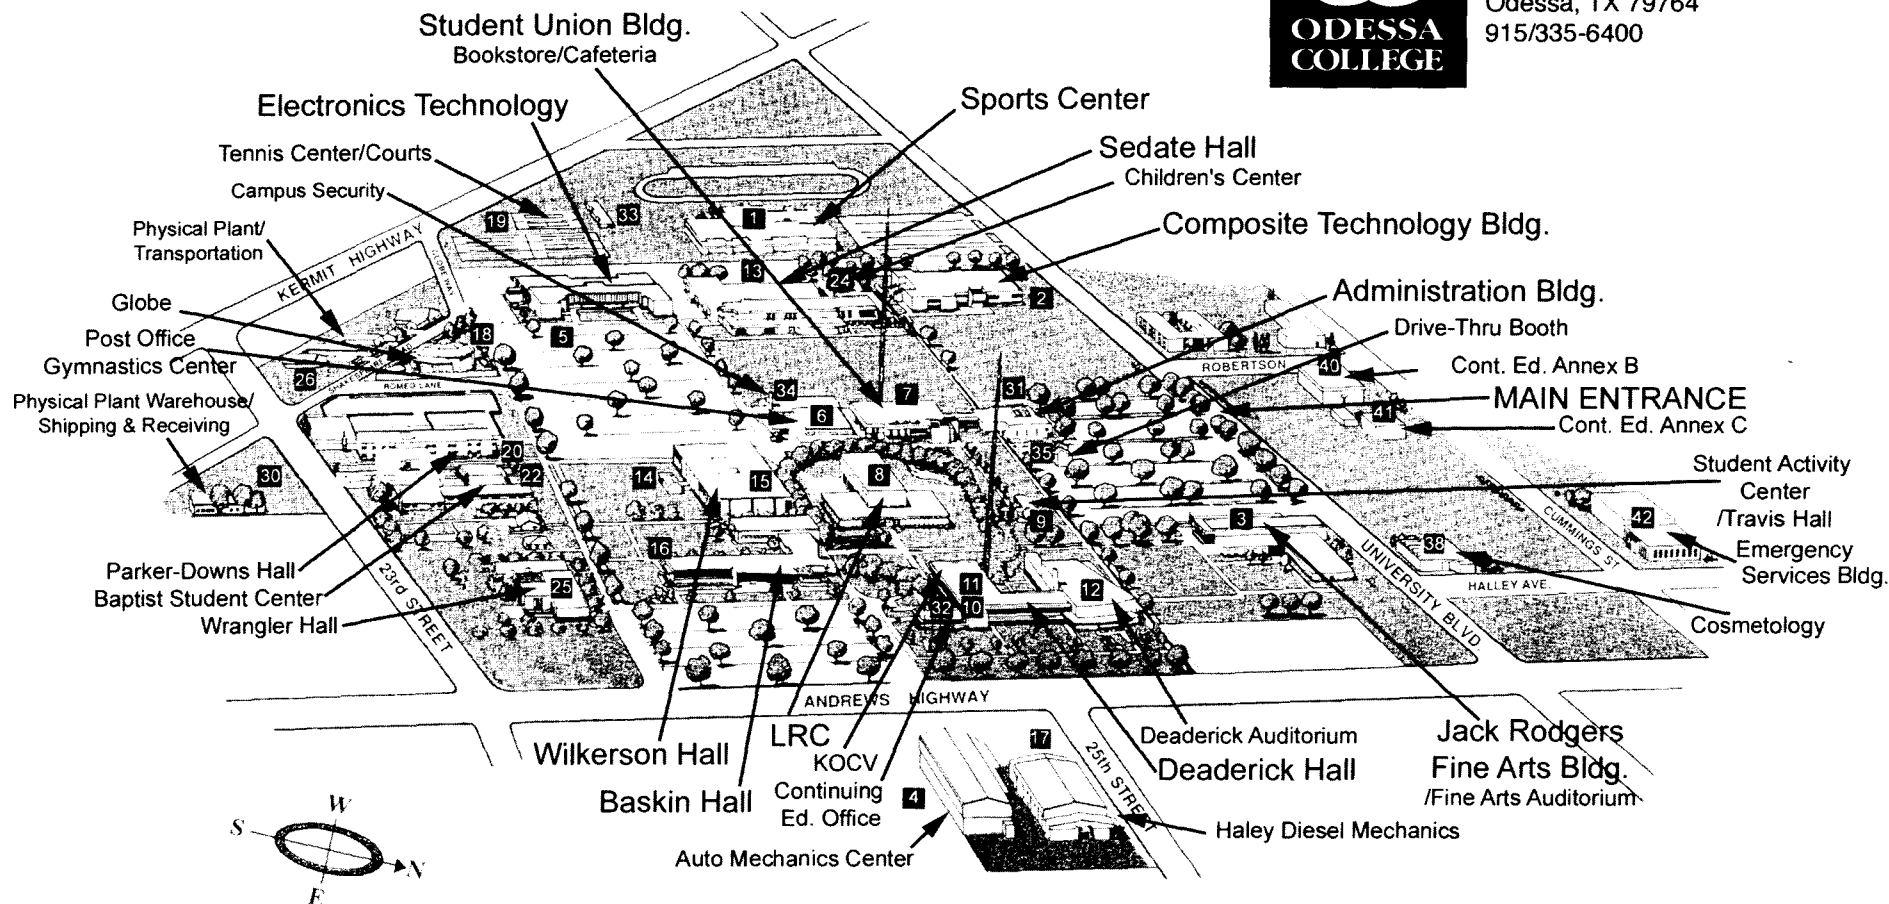 Odessa, TX 79764
915/335-6400
ODESSA
COLLEGE
Student Union Bldg.
Bookstore/Cafeteria
Electronics Technology
Tennis Center/Courts
Campus Security
Physical Plant/
Transportation
Globe
Post Office
Gymnastics Center
Physical Plant Warehouse/
Shipping & Receiving
Sports Center
Sedate Hall
Children's Center
Composite Technology Bldg.
Administration Bldg.
Drive-Thru Booth
Cont. Ed. Annex B
MAIN ENTRANCE
Cont. Ed. Annex C
Student Activity
Center
/Travis Hall
Emergency
Services Bldg.
Cosmetology
KERMIT HIGHWAY
ROMEO LANE
ROBERTSON
CUMMINGS ST
HALLEY AVE.
UNIVERSITY BLVD.
23rd STREET
ANDREWS HIGHWAY
25th STREET
19
33
1
13
24
2
18
5
26
34
6
7
31
40
41
35
20
22
30
14
15
8
9
3
42
38
16
25
11
10
32
12
17
4
Parker-Downs Hall
Baptist Student Center
Wrangler Hall
Wilkerson Hall
Baskin Hall
LRC
KOCV
Continuing
Ed. Office
Auto Mechanics Center
Deaderick Auditorium
Deaderick Hall
Haley Diesel Mechanics
Jack Rodgers
Fine Arts Bldg.
/Fine Arts Auditorium
W
S
N
E